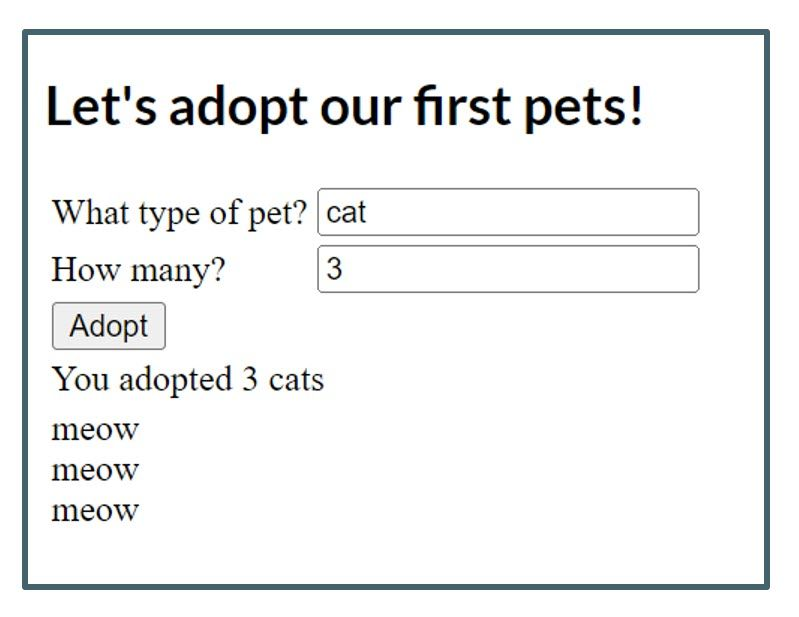 Let's adopt our first pets!
What type of pet? cat
How many? 3
Adopt
You adopted 3 cats
meow
meow
meow